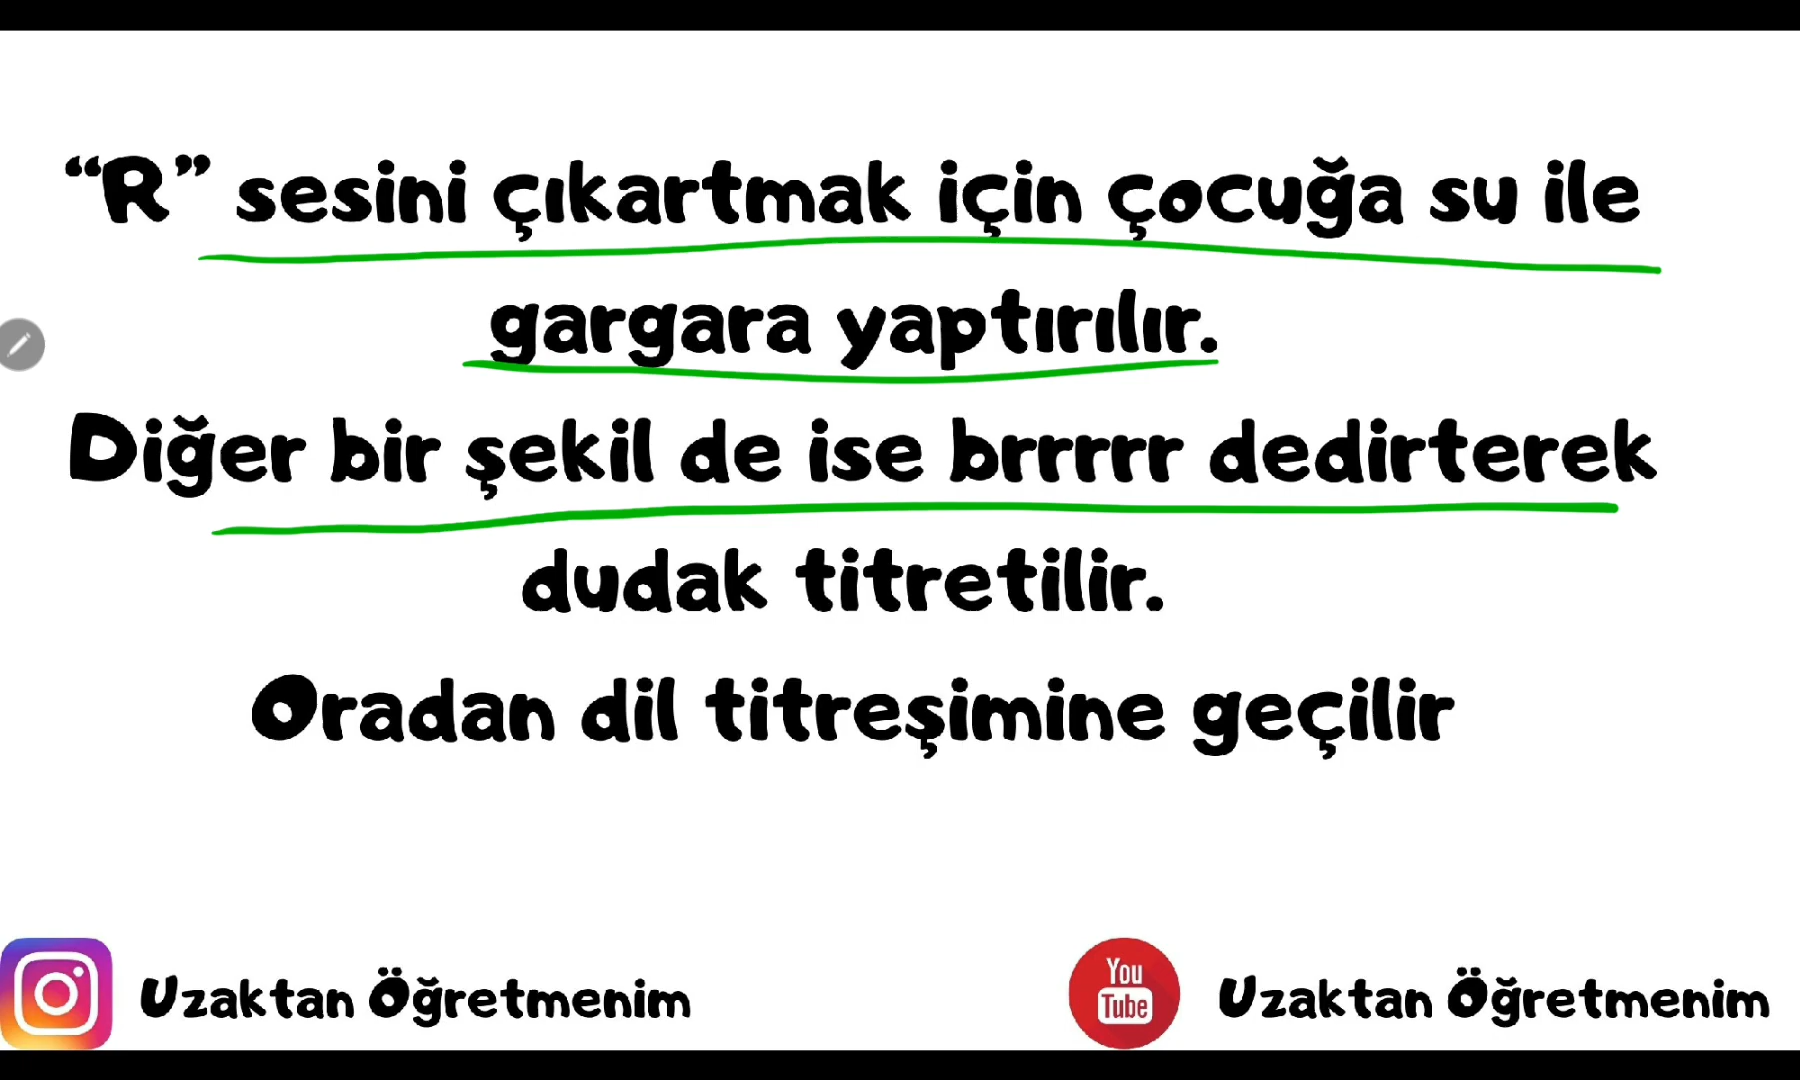 “R” sesini çıkartmak için çocuğa su ile
gargara yaptırılır.
Diğer bir şekil de ise brrrrr dedirterek
dudak titretilir.
Oradan dil titreşimine geçilir
Uzaktan Öğretmenim
You
Tube
Uzaktan Öğretmenim